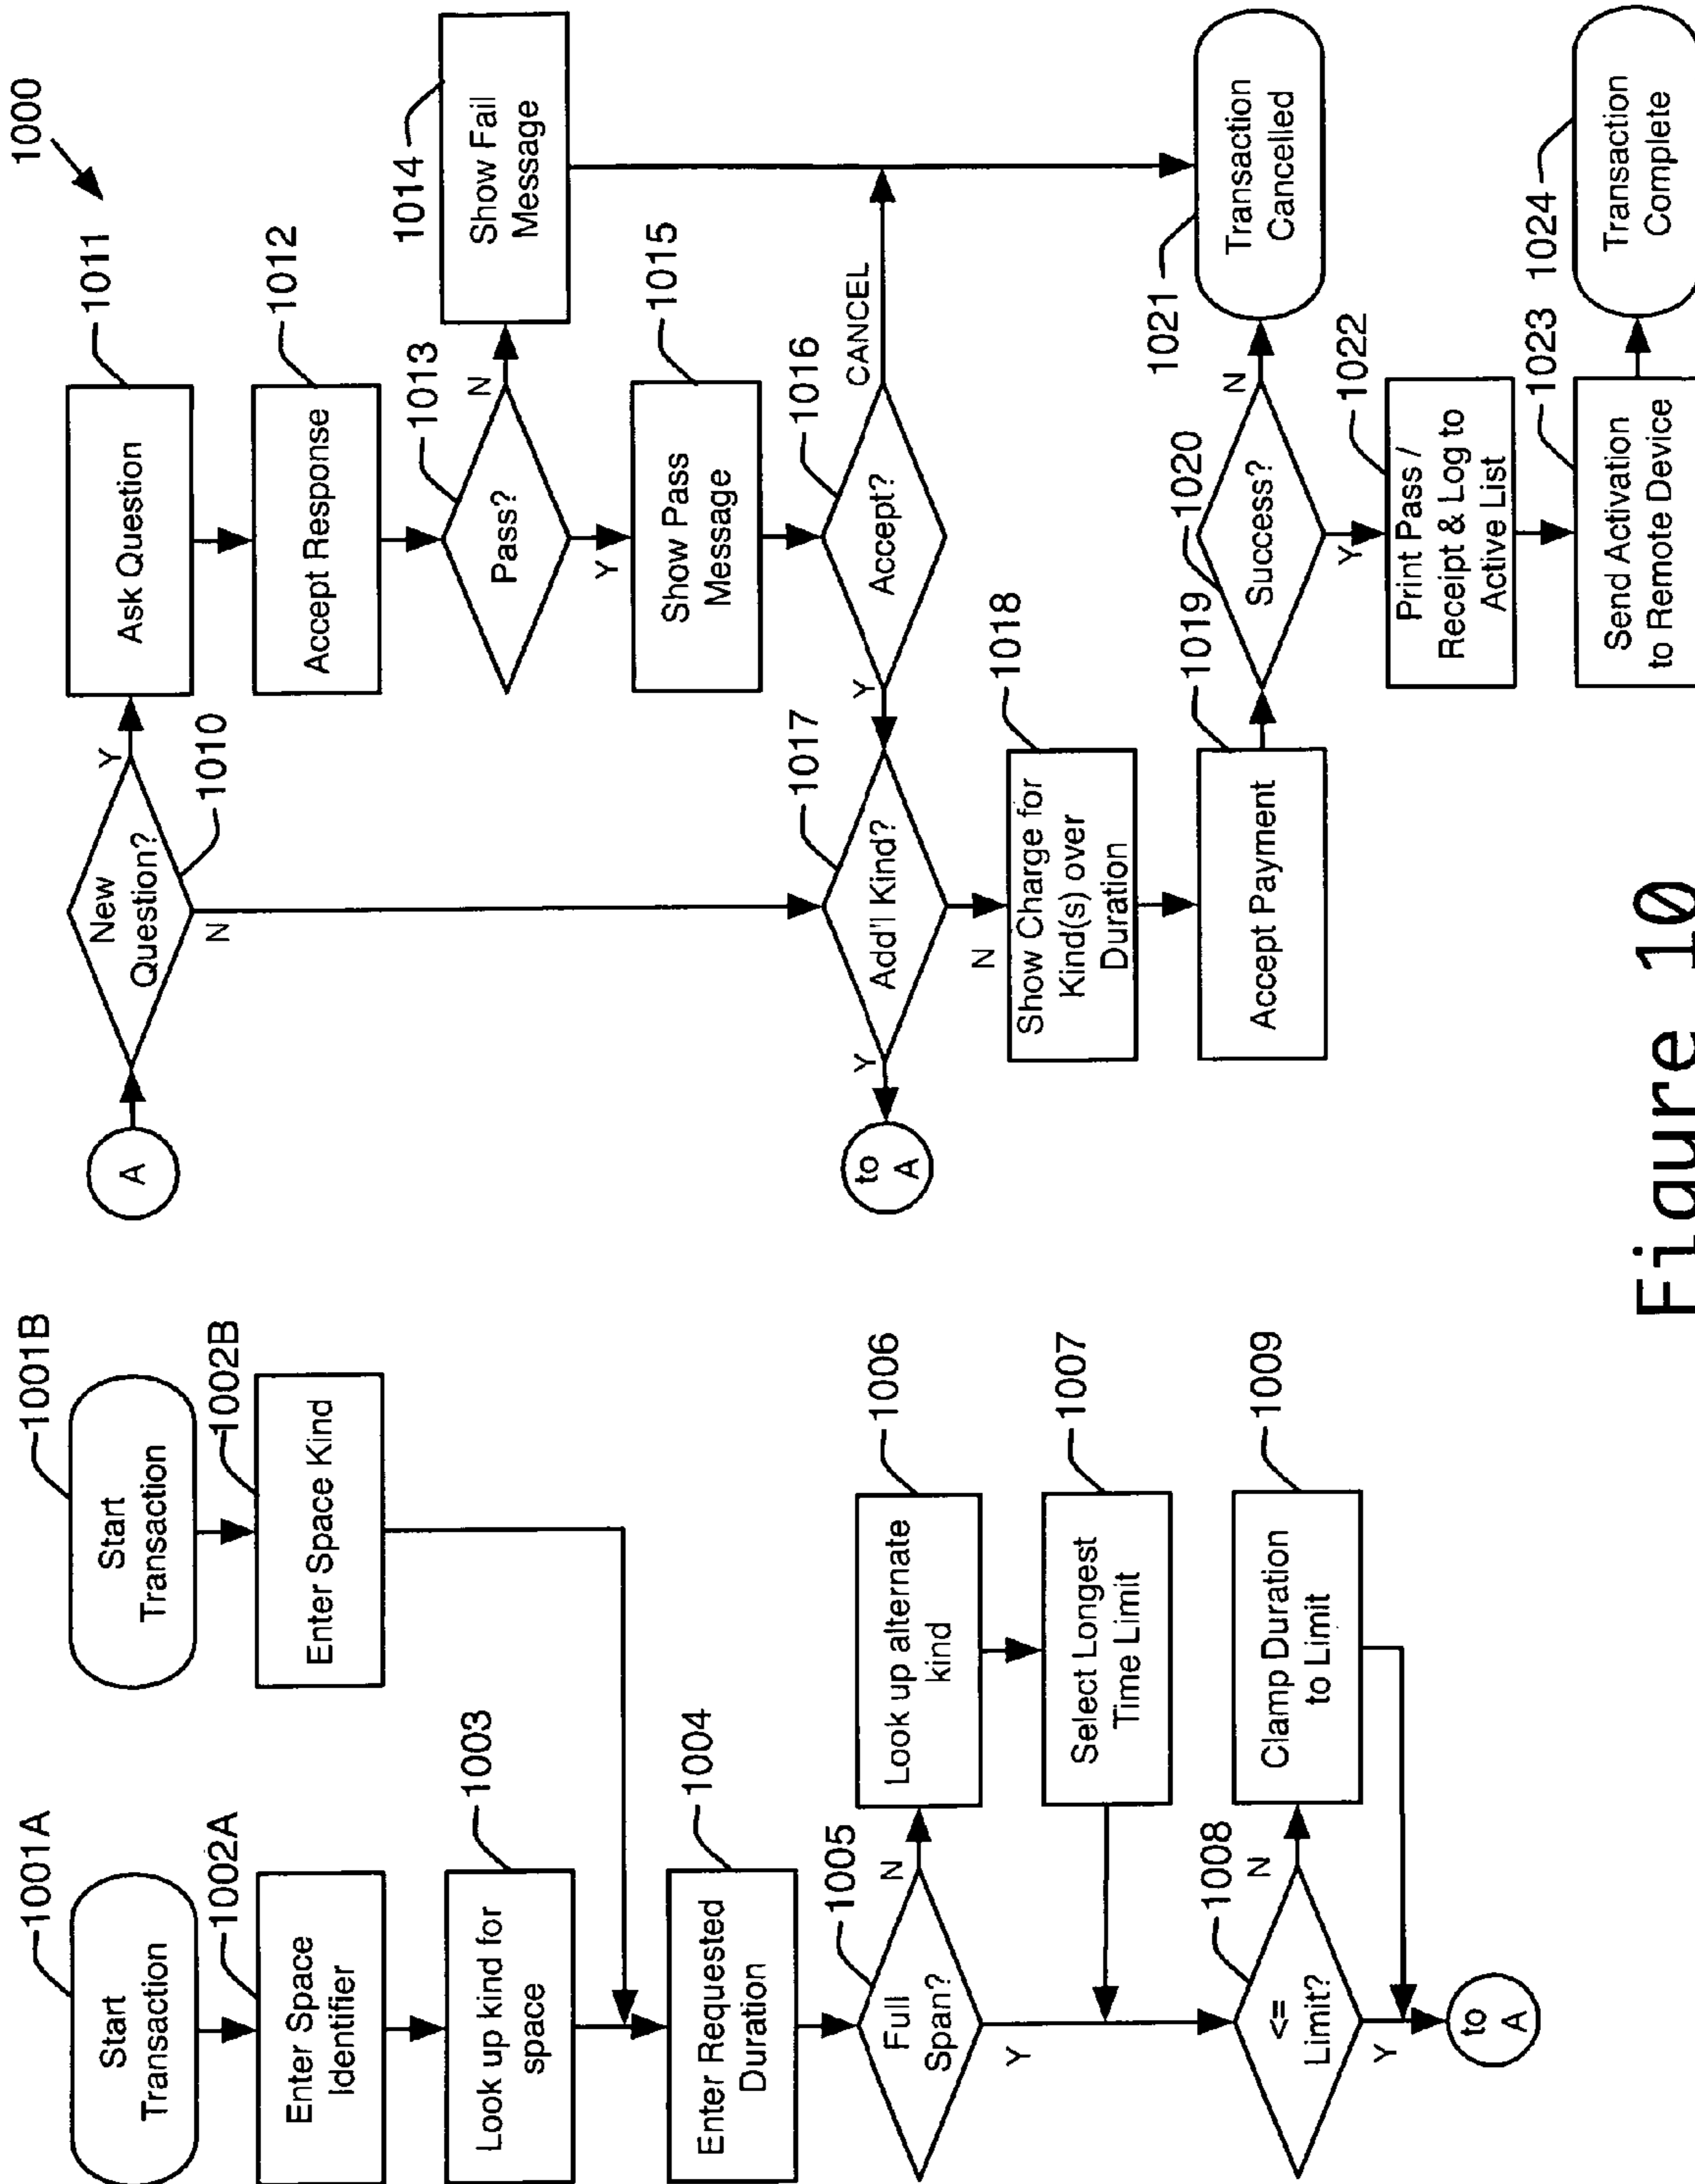 1000
1001A
Start
Transaction
1002A
Enter Space
Identifier
1003
Look up kind for
space
1001B
Start
Transaction
1002B
Enter Space Kind
1004
Enter Requested
Duration
1005
Full
Span?
N
Y
1006
Look up alternate
kind
1007
Select Longest
Time Limit
1008
<=
Limit?
N
Y
1009
Clamp Duration
to Limit
to
A
A
New
Question?
Y
N
1010
1011
Ask Question
1012
Accept Response
1013
Pass?
N
Y
1014
Show Fail
Message
1015
Show Pass
Message
1016
Accept?
CANCEL
Y
1017
Add'l Kind?
Y
N
to
A
1018
Show Charge for
Kind(s) over
Duration
1019
Accept Payment
1020
Success?
N
Y
1021
Transaction
Cancelled
1022
Print Pass /
Receipt & Log to
Active List
1023
Send Activation
to Remote Device
1024
Transaction
Complete
Figure 10